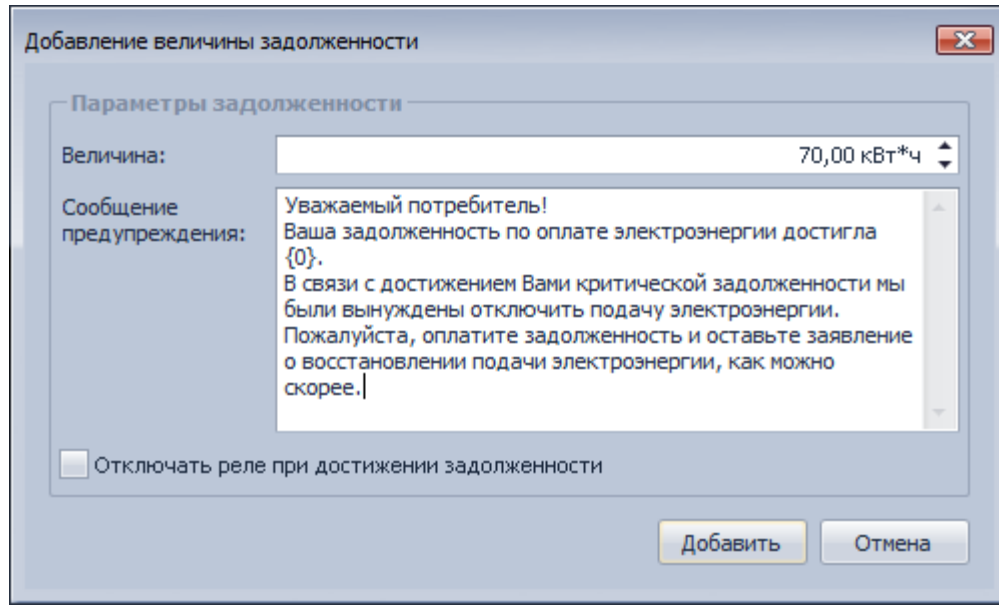 Добавление величины задолженности
Параметры задолженности
Величина:
70,00 кВт*ч
Сообщение
предупреждения:
Уважаемый потребитель!
Ваша задолженность по оплате электроэнергии достигла
{0}.
В связи с достижением Вами критической задолженности мы
были вынуждены отключить подачу электроэнергии.
Пожалуйста, оплатите задолженность и оставьте заявление
о восстановлении подачи электроэнергии, как можно
скорее.
Отключать реле при достижении задолженности
Добавить
Отмена